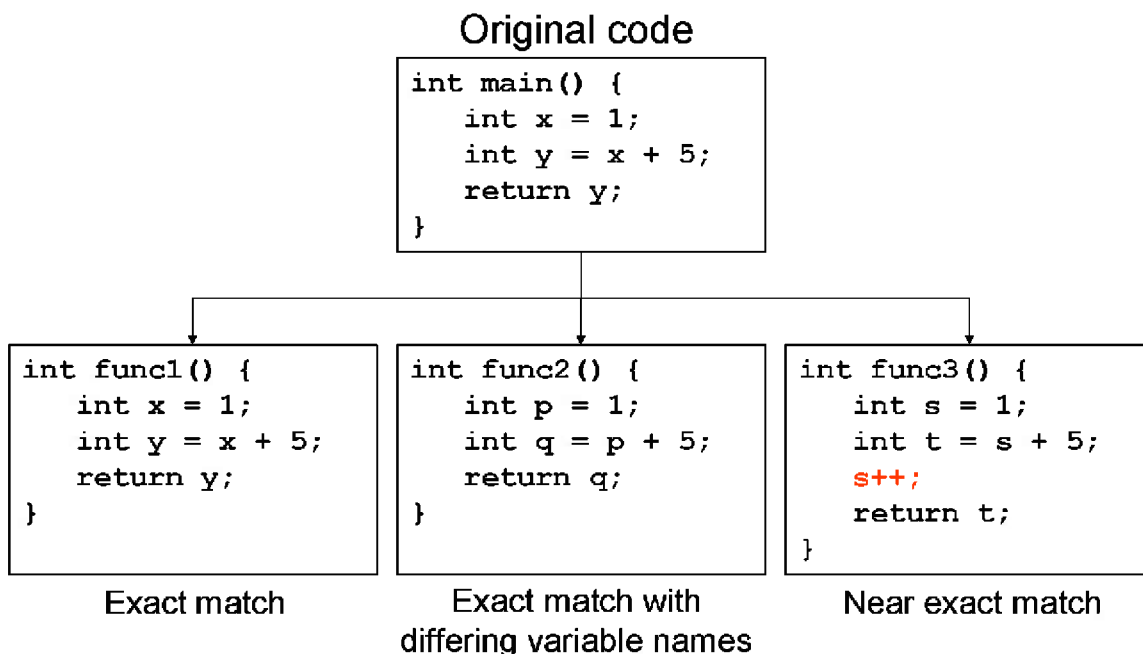 Original code
int main() {
int x = 1;
int y = x + 5;
return y;
}
int func1() {
int x = 1;
int y = x + 5;
return y;
}
Exact match
int func2() {
int p = 1;
int q = p + 5;
return q;
}
Exact match with
differing variable names
int func3() {
int s = 1;
int t = s + 5;
s++;
return t;
}
Near exact match